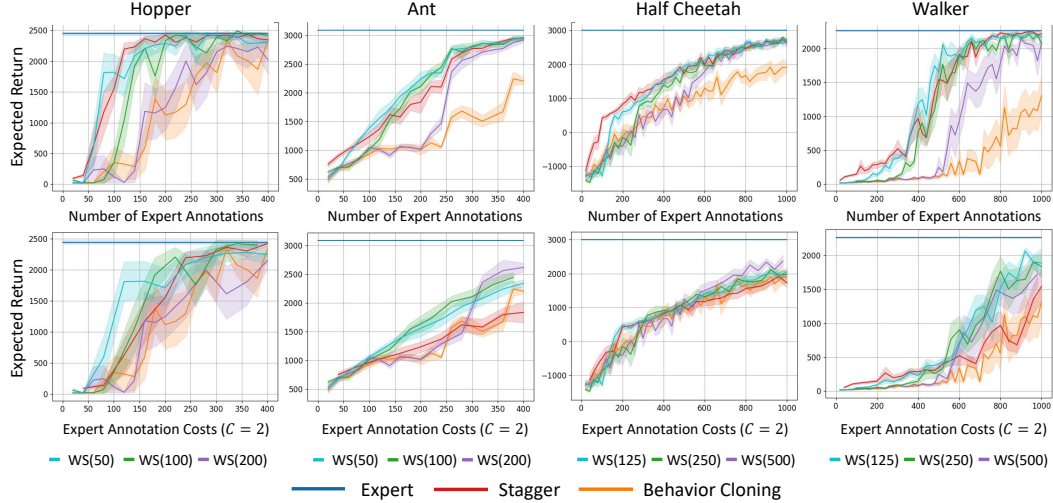 Hopper Ant Half Cheetah Walker
Expected Return
2500
2000
1500
1000
500
0
0 50 100 150 200 250 300 350 400
Number of Expert Annotations
3000
2500
2000
1500
1000
500
0 50 100 150 200 250 300 350 400
Number of Expert Annotations
3000
2000
1000
0
−1000
0 200 400 600 800 1000
Number of Expert Annotations
2000
1500
1000
500
0
0 200 400 600 800 1000
Number of Expert Annotations
Expected Return
2500
2000
1500
1000
500
0
0 50 100 150 200 250 300 350 400
Expert Annotation Costs (C = 2)
3000
2500
2000
1500
1000
500
0 50 100 150 200 250 300 350 400
Expert Annotation Costs (C = 2)
3000
2000
1000
0
−1000
0 200 400 600 800 1000
Expert Annotation Costs (C = 2)
2000
1500
1000
500
0
0 200 400 600 800 1000
Expert Annotation Costs (C = 2)
WS(50) WS(100) WS(200) WS(50) WS(100) WS(200) WS(125) WS(250) WS(500) WS(125) WS(250) WS(500)
Expert Stagger Behavior Cloning